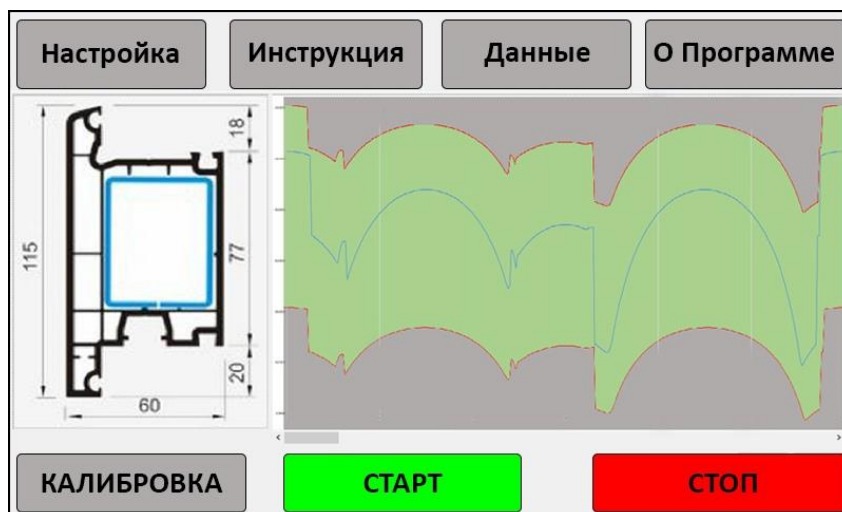 Настройка
Инструкция
Данные
О Программе
18
115
77
20
60
КАЛИБРОВКА
СТАРТ
СТОП